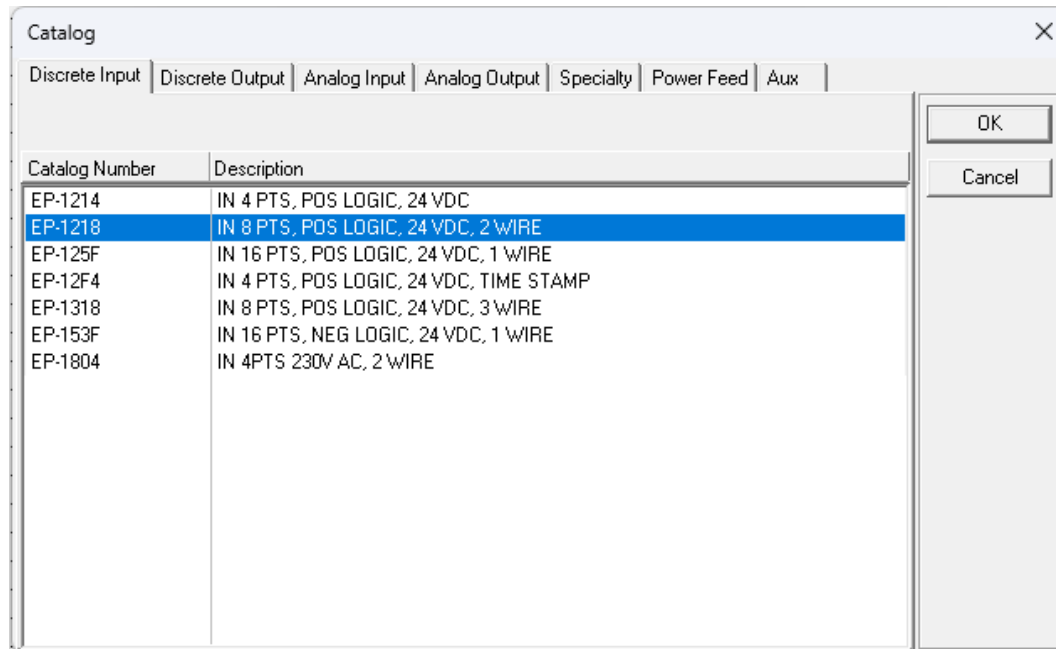 Catalog
Discrete Input Discrete Output Analog Input Analog Output Specialty Power Feed Aux
OK
Cancel
Catalog Number Description
EP-1214 IN 4 PTS, POS LOGIC, 24 VDC
EP-1218 IN 8 PTS, POS LOGIC, 24 VDC, 2 WIRE
EP-125F IN 16 PTS, POS LOGIC, 24 VDC, 1 WIRE
EP-12F4 IN 4 PTS, POS LOGIC, 24 VDC, TIME STAMP
EP-1318 IN 8 PTS, POS LOGIC, 24 VDC, 3 WIRE
EP-153F IN 16 PTS, NEG LOGIC, 24 VDC, 1 WIRE
EP-1804 IN 4PTS 230V AC, 2 WIRE